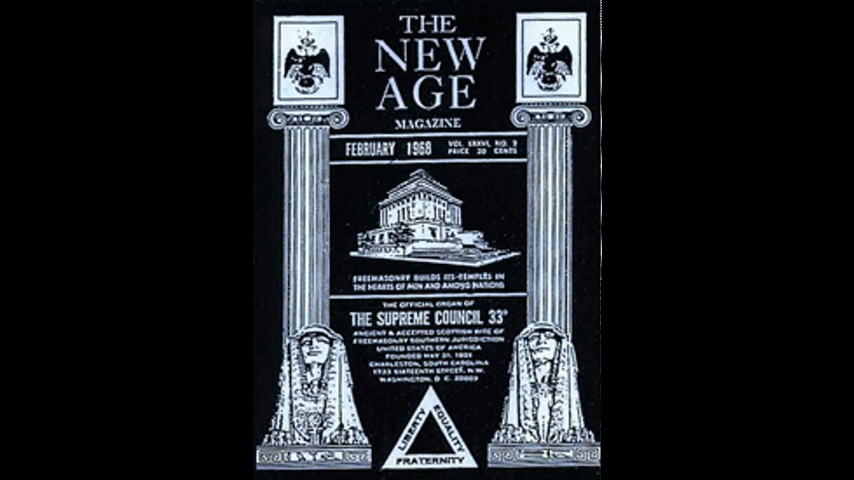 THE
NEW
AGE
MAGAZINE
FEBRUARY 1968
VOL. LXXVI, NO. 2
PRICE 20 CENTS
FREEMASONRY BUILDS ITS TEMPLES IN
THE HEARTS OF MEN AND AMONG NATIONS
THE OFFICIAL ORGAN OF
THE SUPREME COUNCIL 33°
ANCIENT & ACCEPTED SCOTTISH RITE OF
FREEMASONRY SOUTHERN JURISDICTION
UNITED STATES OF AMERICA
FOUNDED MAY 31, 1801
CHARLESTON, SOUTH CAROLINA
1733 SIXTEENTH STREET, N.W.
WASHINGTON, D. C. 20009
LIBERTY
EQUALITY
FRATERNITY